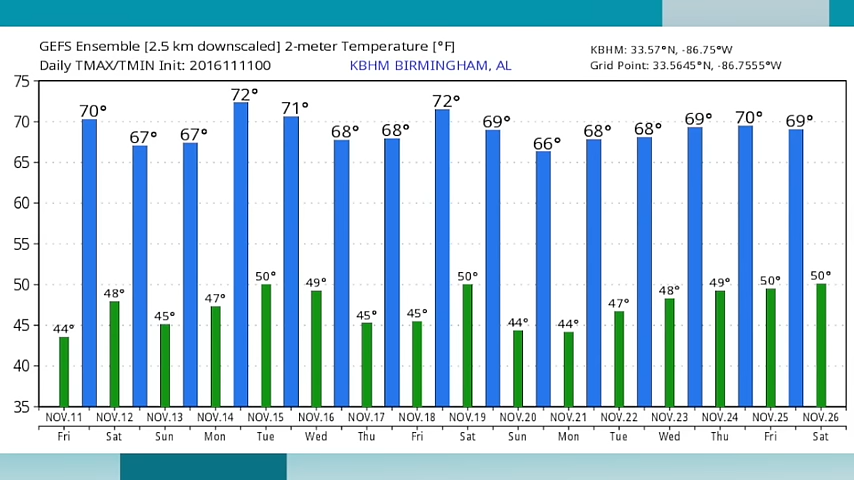 GEFS Ensemble [2.5 km downscaled] 2-meter Temperature [°F]
Daily TMAX/TMIN Init: 2016111100
KBHM BIRMINGHAM, AL
KBHM: 33.57°N, -86.75°W
Grid Point: 33.5645°N, -86.7555°W
75
70
65
60
55
50
45
40
35
70° 67° 67° 72° 71° 68° 68° 72° 69° 66° 68° 68° 69° 70° 69°
44° 48° 45° 47° 50° 49° 45° 45° 50° 44° 44° 47° 48° 49° 50° 50°
NOV.11 NOV.12 NOV.13 NOV.14 NOV.15 NOV.16 NOV.17 NOV.18 NOV.19 NOV.20 NOV.21 NOV.22 NOV.23 NOV.24 NOV.25 NOV.26
Fri Sat Sun Mon Tue Wed Thu Fri Sat Sun Mon Tue Wed Thu Fri Sat